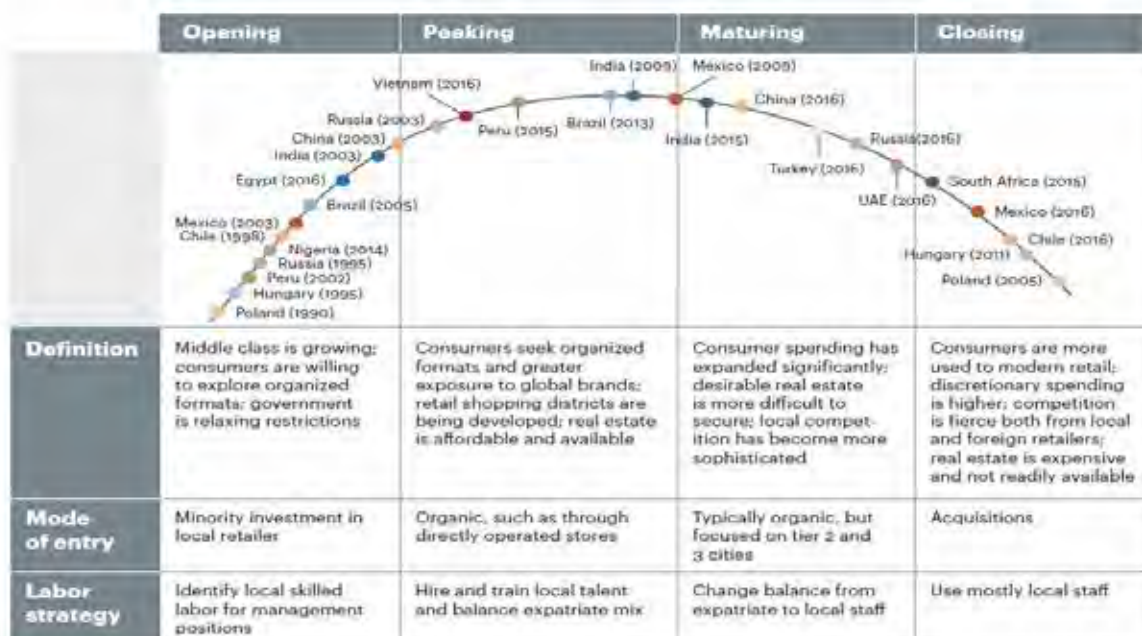 Opening
Peaking
Maturing
Closing
India (2009)
Mexico (2009)
Vietnam (2016)
China (2016)
Russia (2003)
Peru (2015)
Brazil (2013)
India (2015)
Russia(2016)
China (2003)
India (2003)
Turkey (2016)
Egypt (2016)
UAE (2016)
South Africa (2015)
Brazil (2005)
Mexico (2003)
Mexico (2016)
Chile (1998)
Nigeria (2014)
Chile (2016)
Russia (1995)
Hungary (2011)
Peru (2002)
Poland (2005)
Hungary (1995)
Poland (1990)
Definition
Middle class is growing;
consumers are willing
to explore organized
formats; government
is relaxing restrictions
Consumers seek organized
formats and greater
exposure to global brands;
retail shopping districts are
being developed; real estate
is affordable and available
Consumer spending has
expanded significantly;
desirable real estate
is more difficult to
secure; local compet-
ition has become more
sophisticated
Consumers are more
used to modern retail;
discretionary spending
is higher; competition
is fierce both from local
and foreign retailers;
real estate is expensive
and not readily available
Mode
of entry
Minority investment in
local retailer
Organic, such as through
directly operated stores
Typically organic, but
focused on tier 2 and
3 cities
Acquisitions
Labor
strategy
Identify local skilled
labor for management
positions
Hire and train local talent
and balance expatriate mix
Change balance from
expatriate to local staff
Use mostly local staff